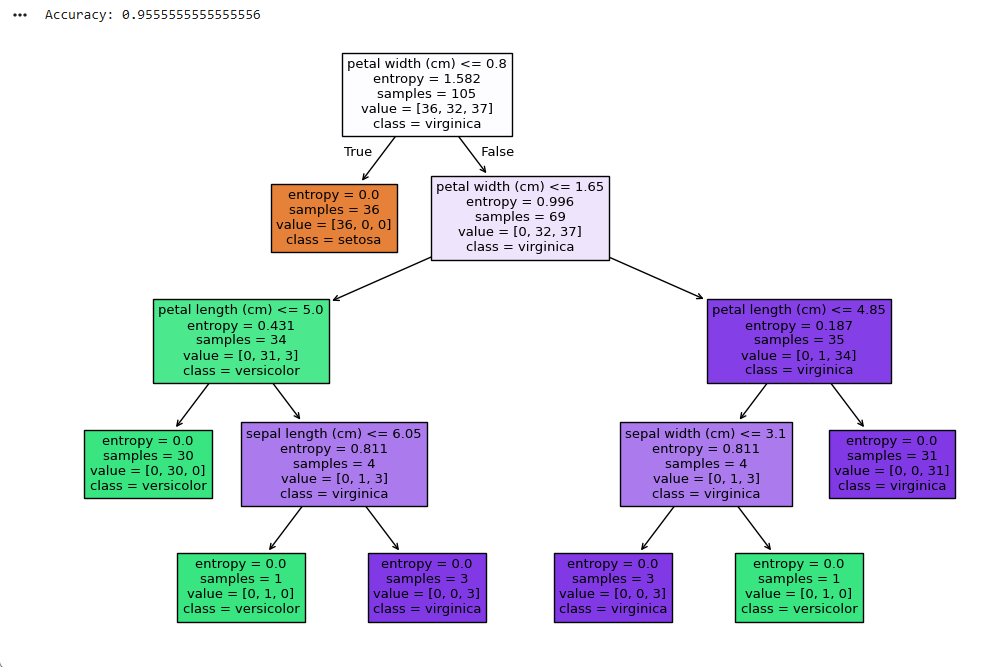 ••• Accuracy: 0.9555555555555556
petal width (cm) <= 0.8
entropy = 1.582
samples = 105
value = [36, 32, 37]
class = virginica
True
False
entropy = 0.0
samples = 36
value = [36, 0, 0]
class = setosa
petal width (cm) <= 1.65
entropy = 0.996
samples = 69
value = [0, 32, 37]
class = virginica
petal length (cm) <= 5.0
entropy = 0.431
samples = 34
value = [0, 31, 3]
class = versicolor
petal length (cm) <= 4.85
entropy = 0.187
samples = 35
value = [0, 1, 34]
class = virginica
entropy = 0.0
samples = 30
value = [0, 30, 0]
class = versicolor
sepal length (cm) <= 6.05
entropy = 0.811
samples = 4
value = [0, 1, 3]
class = virginica
sepal width (cm) <= 3.1
entropy = 0.811
samples = 4
value = [0, 1, 3]
class = virginica
entropy = 0.0
samples = 31
value = [0, 0, 31]
class = virginica
entropy = 0.0
samples = 1
value = [0, 1, 0]
class = versicolor
entropy = 0.0
samples = 3
value = [0, 0, 3]
class = virginica
entropy = 0.0
samples = 3
value = [0, 0, 3]
class = virginica
entropy = 0.0
samples = 1
value = [0, 1, 0]
class = versicolor